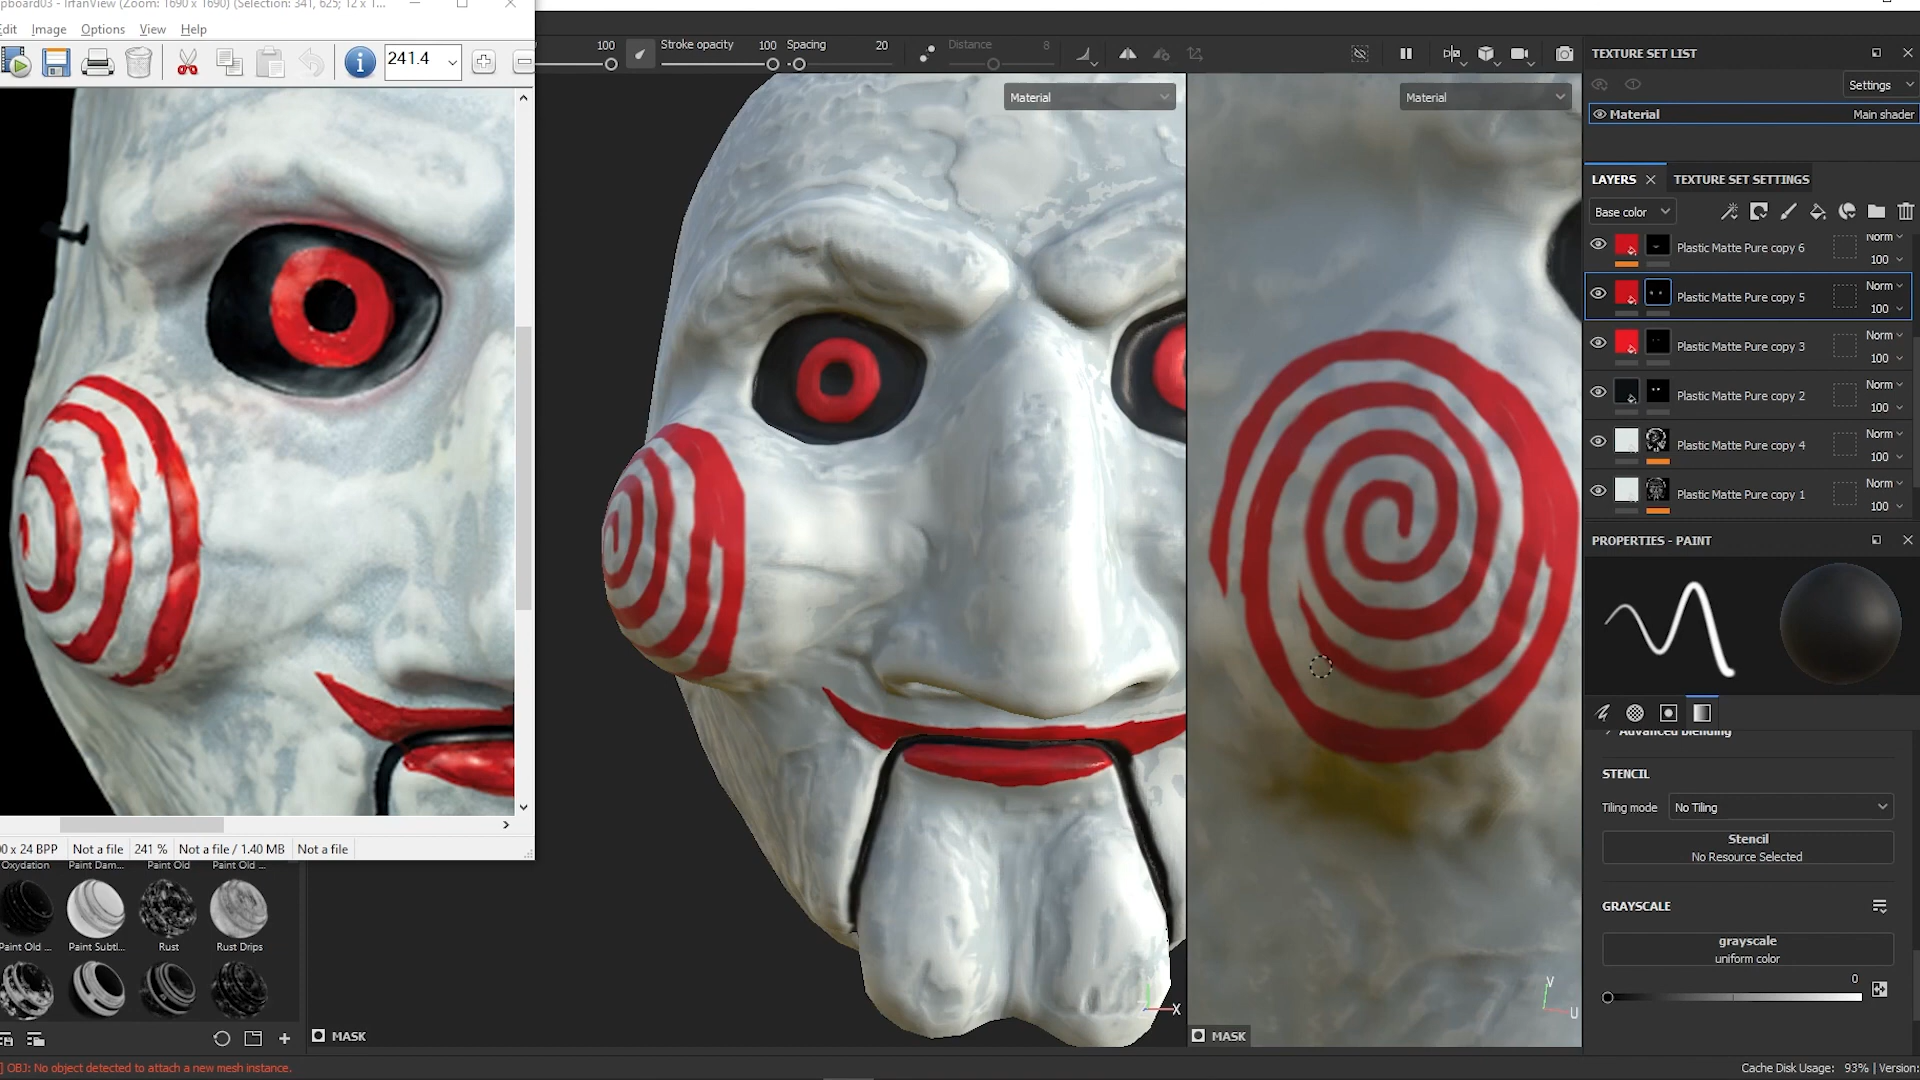 pboard03 - IrfanView (Zoom: 1690 x 1690) (Selection: 341, 625; 12 x 1...
Edit Image Options View Help
241.4
100 Stroke opacity 100 Spacing 20 Distance 8
Material
Material
TEXTURE SET LIST
Settings
Material Main shader
LAYERS TEXTURE SET SETTINGS
Base color
Plastic Matte Pure copy 6 Norm 100
Plastic Matte Pure copy 5 Norm 100
Plastic Matte Pure copy 3 Norm 100
Plastic Matte Pure copy 2 Norm 100
Plastic Matte Pure copy 4 Norm 100
Plastic Matte Pure copy 1 Norm 100
PROPERTIES - PAINT
Advanced blending
STENCIL
Tiling mode No Tiling
Stencil
No Resource Selected
GRAYSCALE
grayscale
uniform color
0
00 x 24 BPP Not a file 241 % Not a file / 1.40 MB Not a file
Oxydation Paint Dam... Paint Old Paint Old ...
Paint Old ... Paint Subtl... Rust Rust Drips
X
V
U
MASK
MASK
] OBJ: No object detected to attach a new mesh instance.
Cache Disk Usage: 93% | Version: